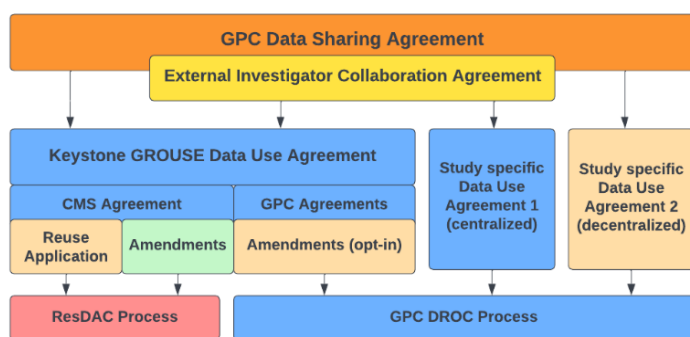 GPC Data Sharing Agreement
External Investigator Collaboration Agreement
Keystone GROUSE Data Use Agreement
CMS Agreement
GPC Agreements
Reuse
Application
Amendments
Amendments (opt-in)
Study specific
Data Use
Agreement 1
(centralized)
Study specific
Data Use
Agreement 2
(decentralized)
ResDAC Process
GPC DROC Process